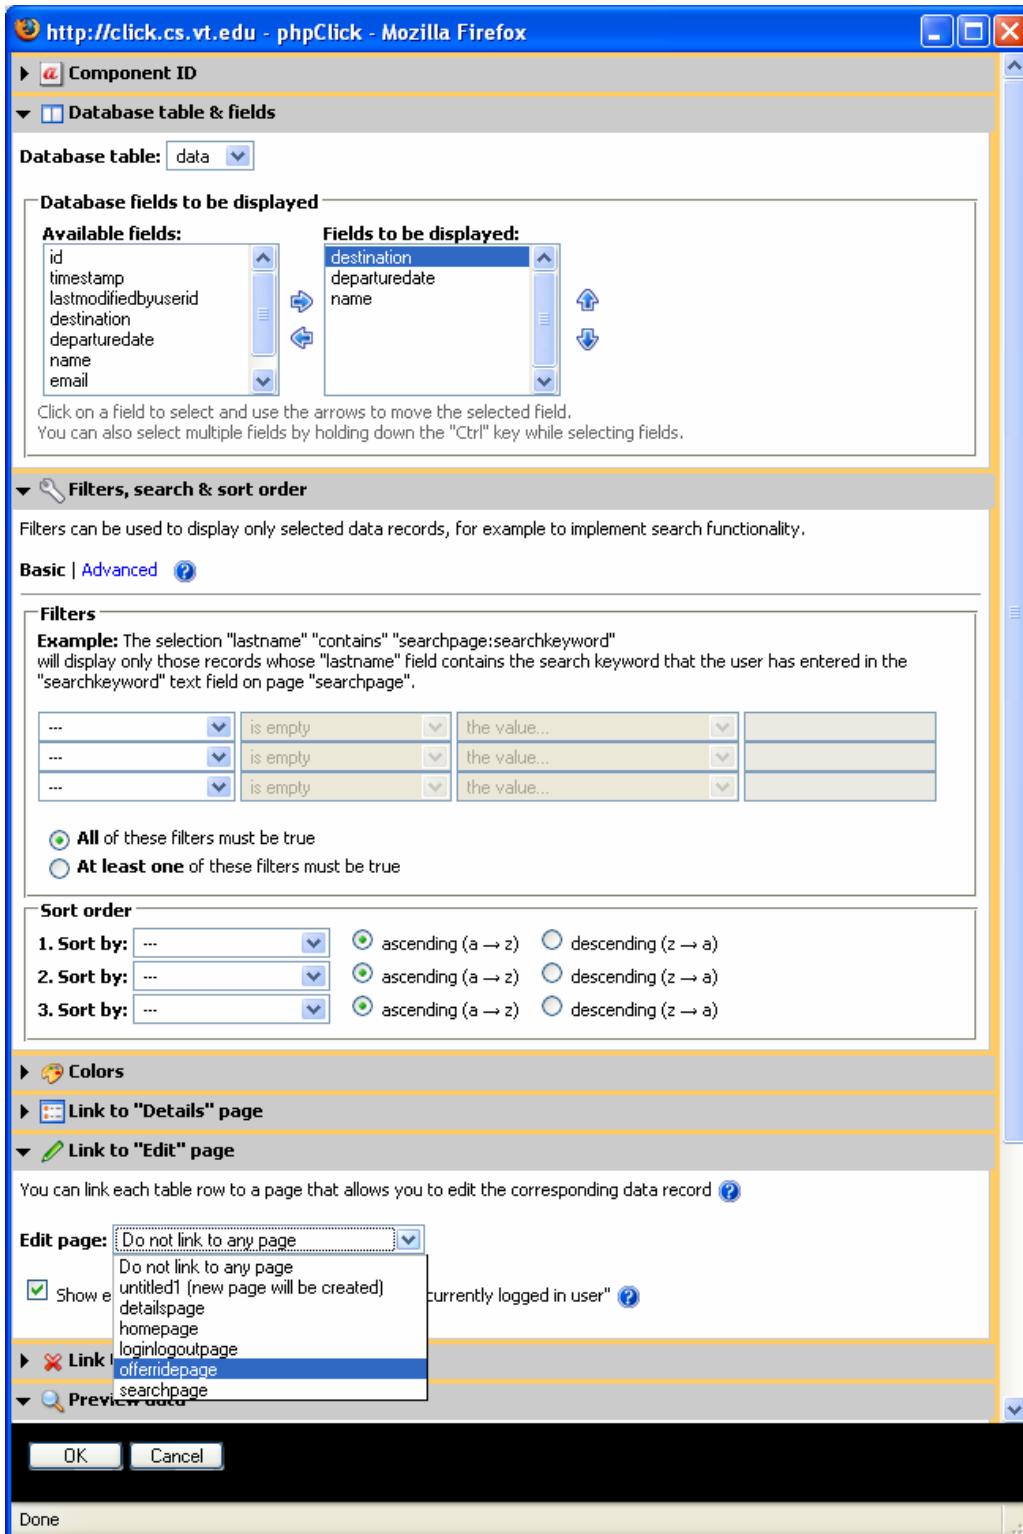 http://click.cs.vt.edu - phpClick - Mozilla Firefox
Component ID
Database table & fields
Database table: data
Database fields to be displayed
Available fields: Fields to be displayed:
id destination
timestamp departuredate
lastmodifiedbyuserid name
destination
departuredate
name
email
Click on a field to select and use the arrows to move the selected field.
You can also select multiple fields by holding down the "Ctrl" key while selecting fields.
Filters, search & sort order
Filters can be used to display only selected data records, for example to implement search functionality.
Basic | Advanced ?
Filters
Example: The selection "lastname" "contains" "searchpage:searchkeyword"
will display only those records whose "lastname" field contains the search keyword that the user has entered in the
"searchkeyword" text field on page "searchpage".
--- is empty the value...
--- is empty the value...
--- is empty the value...
All of these filters must be true
At least one of these filters must be true
Sort order
1. Sort by: --- ascending (a → z) descending (z → a)
2. Sort by: --- ascending (a → z) descending (z → a)
3. Sort by: --- ascending (a → z) descending (z → a)
Colors
Link to "Details" page
Link to "Edit" page
You can link each table row to a page that allows you to edit the corresponding data record ?
Edit page: Do not link to any page
Do not link to any page
untitled1 (new page will be created)
Show e currently logged in user" ?
detailspage
homepage
loginlogoutpage
Link
offerridepage
searchpage
Preview data
OK Cancel
Done